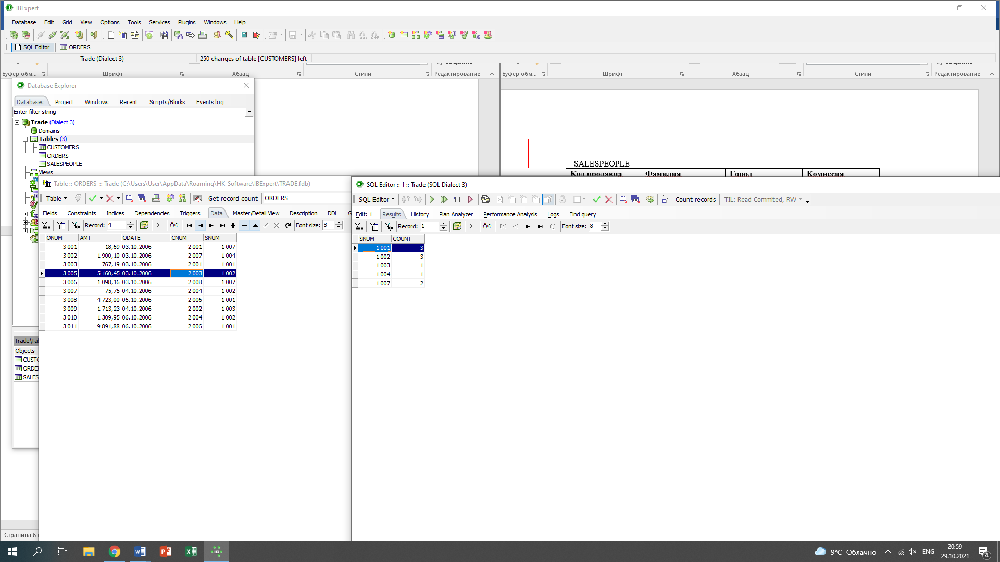 IBExpert
Database Edit Grid View Options Tools Services Plugins Windows Help
SQL Editor ORDERS
Trade (Dialect 3) 250 changes of table [CUSTOMERS] left
Буфер обм... Шрифт Абзац Стили Редактирование
Буфер обм... Шрифт Абзац Стили Редактирование
Database Explorer
Databases Project Windows Recent Scripts/Blocks Events log
Enter filter string
Trade (Dialect 3)
Domains
Tables (3)
CUSTOMERS
ORDERS
SALESPEOPLE
Views
SALESPEOPLE
Код продавца Фамилия Город Комиссия
Trade\Ta
Objects
CUSTO
ORDE
SALES
Table :: ORDERS :: Trade (C:\Users\User\AppData\Roaming\HK-Software\IBExpert\TRADE.fdb)
Table Get record count ORDERS
Fields Constraints Indices Dependencies Triggers Data Master/Detail View Description DDL G
Record: 4 Font size: 8
ONUM AMT ODATE CNUM SNUM
3 001 18,69 03.10.2006 2 001 1 007
3 002 1 900,10 03.10.2006 2 007 1 004
3 003 767,19 03.10.2006 2 001 1 001
3 005 5 160,45 03.10.2006 2 003 1 002
3 006 1 098,16 03.10.2006 2 008 1 007
3 007 75,75 04.10.2006 2 004 1 002
3 008 4 723,00 05.10.2006 2 006 1 001
3 009 1 713,23 04.10.2006 2 002 1 003
3 010 1 309,95 06.10.2006 2 004 1 002
3 011 9 891,88 06.10.2006 2 006 1 001
SQL Editor :: 1 :: Trade (SQL Dialect 3)
SQL Editor Count records TIL: Read Commited, RW
Edit: 1 Results History Plan Analyzer Performance Analysis Logs Find query
Record: 1 Font size: 8
SNUM COUNT
1 001 3
1 002 3
1 003 1
1 004 1
1 007 2
Страница 6
9°C Облачно ENG 20:59
29.10.2021
4